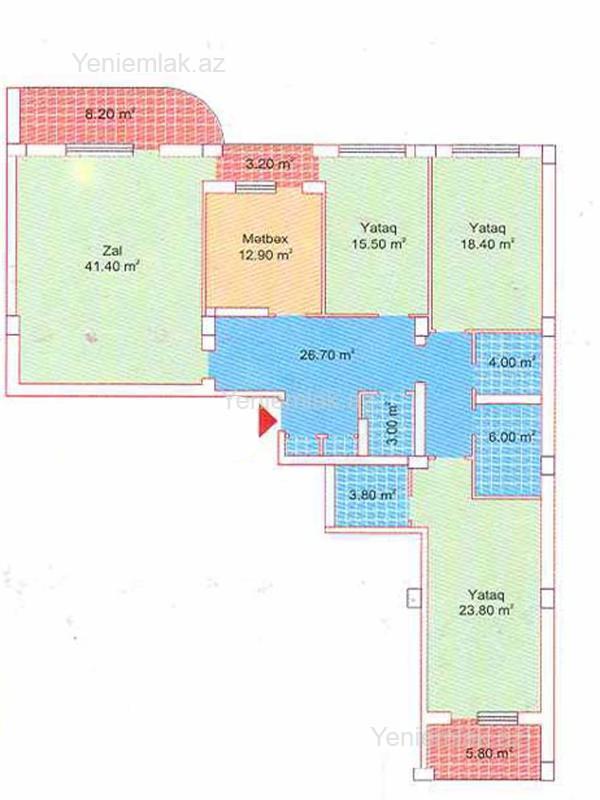 Yeniemlak.az
8.20 m²
3.20 m²
Zal
41.40 m²
Mətbəx
12.90 m²
Yataq
15.50 m²
Yataq
18.40 m²
26.70 m²
4.00 m²
Yeniemlak.az
3.00 m²
6.00 m²
3.80 m²
Yataq
23.80 m²
Yeniemlak.az
5.80 m²